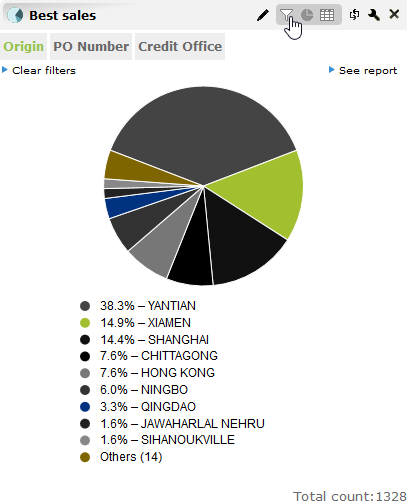 Best sales
Origin PO Number Credit Office
Clear filters See report
38.3% – YANTIAN
14.9% – XIAMEN
14.4% – SHANGHAI
7.6% – CHITTAGONG
7.6% – HONG KONG
6.0% – NINGBO
3.3% – QINGDAO
1.6% – JAWAHARLAL NEHRU
1.6% – SIHANOUKVILLE
Others (14)
Total count:1328